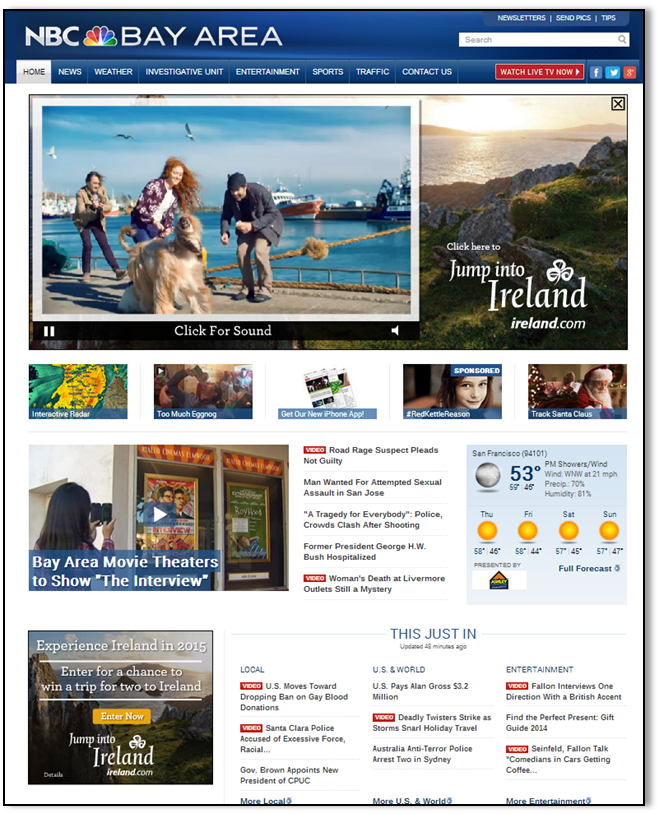 NEWSLETTERS | SEND PICS | TIPS
NBC BAY AREA
Search
HOME NEWS WEATHER INVESTIGATIVE UNIT ENTERTAINMENT SPORTS TRAFFIC CONTACT US WATCH LIVE TV NOW
Click here to
Jump into
Ireland
ireland.com
Click For Sound
SPONSORED
Interactive Radar
Too Much Eggnog
Get Our New iPhone App!
#RedKettleReason
Track Santa Claus
Bay Area Movie Theaters
to Show "The Interview"
VIDEO Road Rage Suspect Pleads
Not Guilty
Man Wanted For Attempted Sexual
Assault in San Jose
"A Tragedy for Everybody": Police,
Crowds Clash After Shooting
Former President George H.W.
Bush Hospitalized
VIDEO Woman's Death at Livermore
Outlets Still a Mystery
San Francisco (94101)
53°
59° 46°
PM Showers/Wind
Wind: WNW at 21 mph
Precip.: 70%
Humidity: 81%
Thu Fri Sat Sun
58° 46° 58° 44° 57° 45° 57° 47°
PRESENTED BY
ASHLEY
Full Forecast
Experience Ireland in 2015
Enter for a chance to
win a trip for two to Ireland
Enter Now
Jump into
Ireland
ireland.com
Details
THIS JUST IN
Updated 48 minutes ago
LOCAL
VIDEO U.S. Moves Toward
Dropping Ban on Gay Blood
Donations
VIDEO Santa Clara Police
Accused of Excessive Force,
Racial...
Gov. Brown Appoints New
President of CPUC
More Local
U.S. & WORLD
U.S. Pays Alan Gross $3.2
Million
VIDEO Deadly Twisters Strike as
Storms Snarl Holiday Travel
Australia Anti-Terror Police
Arrest Two in Sydney
More U.S. & World
ENTERTAINMENT
VIDEO Fallon Interviews One
Direction With a British Accent
Find the Perfect Present: Gift
Guide 2014
VIDEO Seinfeld, Fallon Talk
"Comedians in Cars Getting
Coffee...
More Entertainment